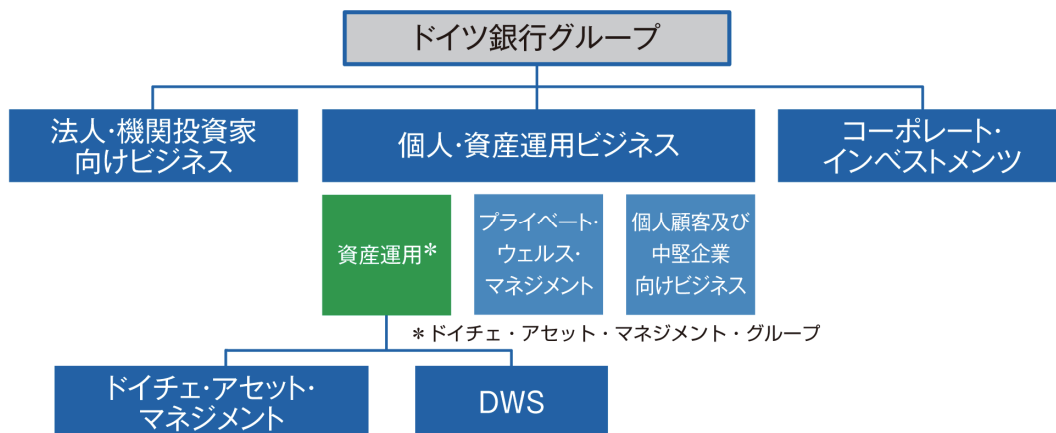 ドイツ銀行グループ
法人・機関投資家
向けビジネス
個人・資産運用ビジネス
コーポレート・
インベストメンツ
資産運用*
プライベート・
ウェルス・
マネジメント
個人顧客及び
中堅企業
向けビジネス
*ドイチェ・アセット・マネジメント・グループ
ドイチェ・アセット・
マネジメント
DWS